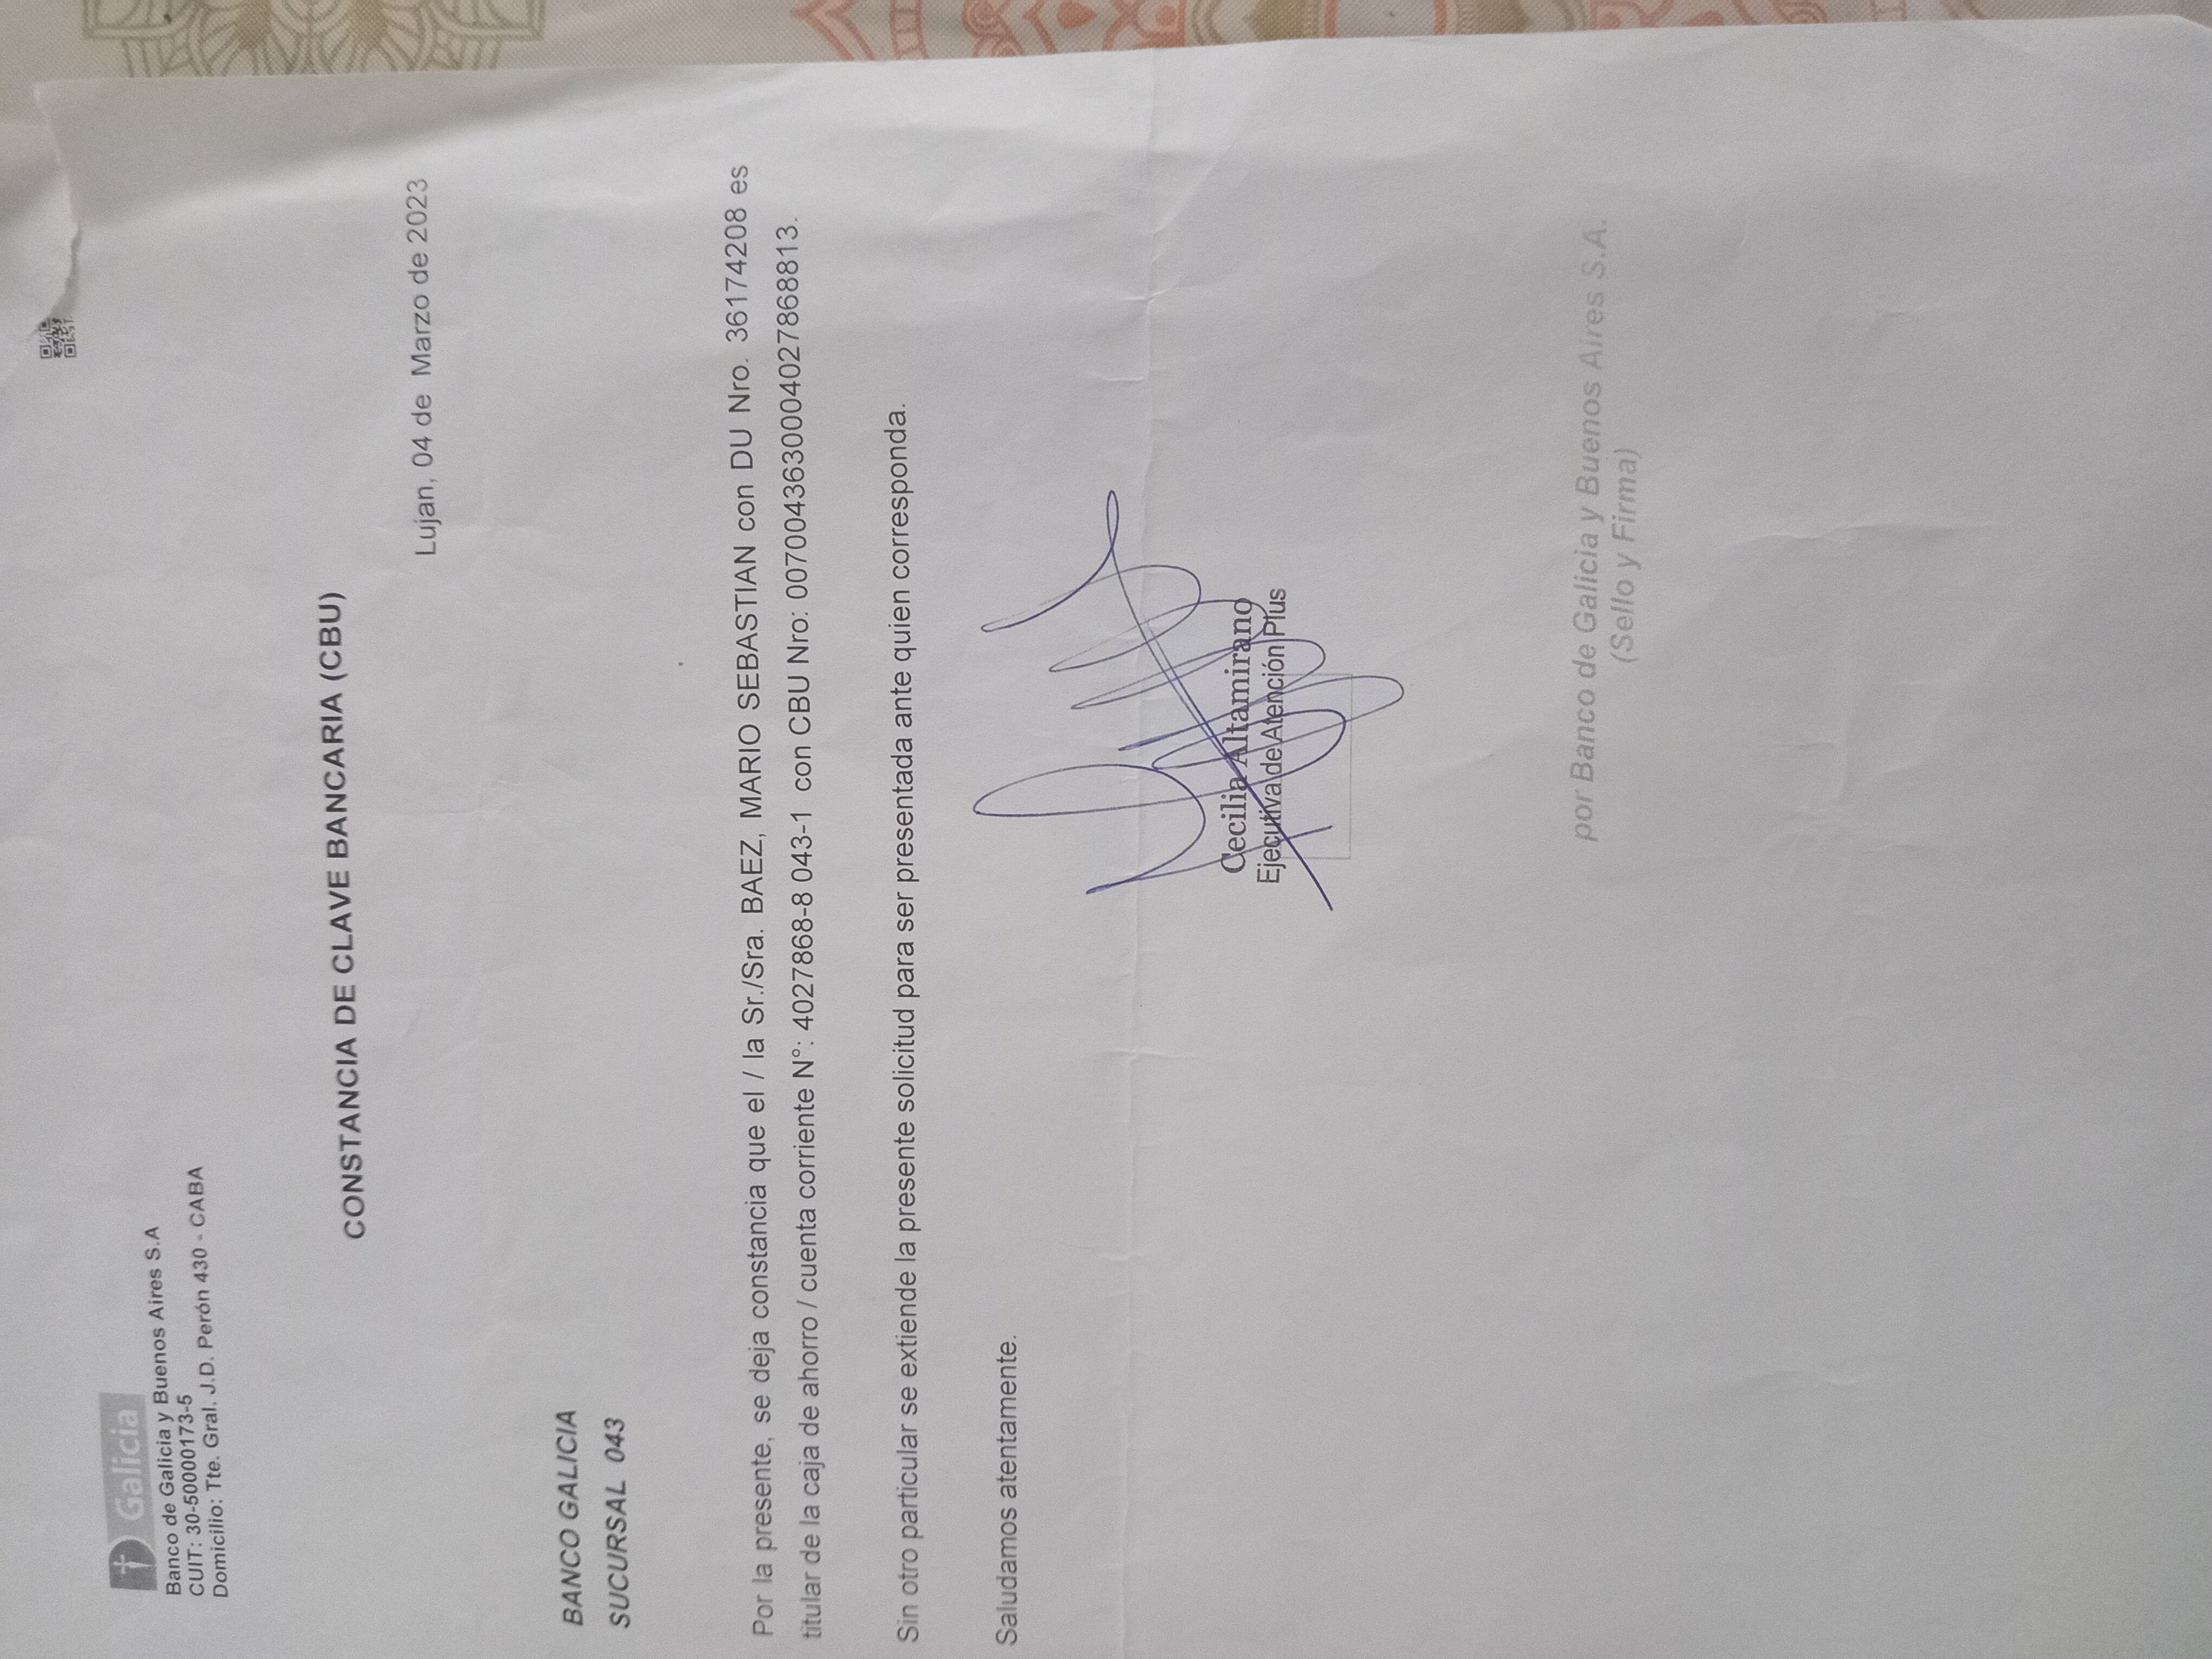 Galicia
Banco de Galicia y Buenos Aires S.A
CUIT: 30-50000173-5
Domicilio: Tte. Gral. J.D. Perón 430 - CABA
CONSTANCIA DE CLAVE BANCARIA (CBU)
Lujan, 04 de Marzo de 2023
BANCO GALICIA
SUCURSAL 043
Por la presente, se deja constancia que el / la Sr./Sra. BAEZ, MARIO SEBASTIAN con DU Nro. 36174208 es
titular de la caja de ahorro / cuenta corriente N°: 4027868-8 043-1 con CBU Nro: 0070043630004027868813.
Sin otro particular se extiende la presente solicitud para ser presentada ante quien corresponda.
Saludamos atentamente.
Cecilia Altamirano
Ejecutiva de Atención Plus
por Banco de Galicia y Buenos Aires S.A.
(Sello y Firma)